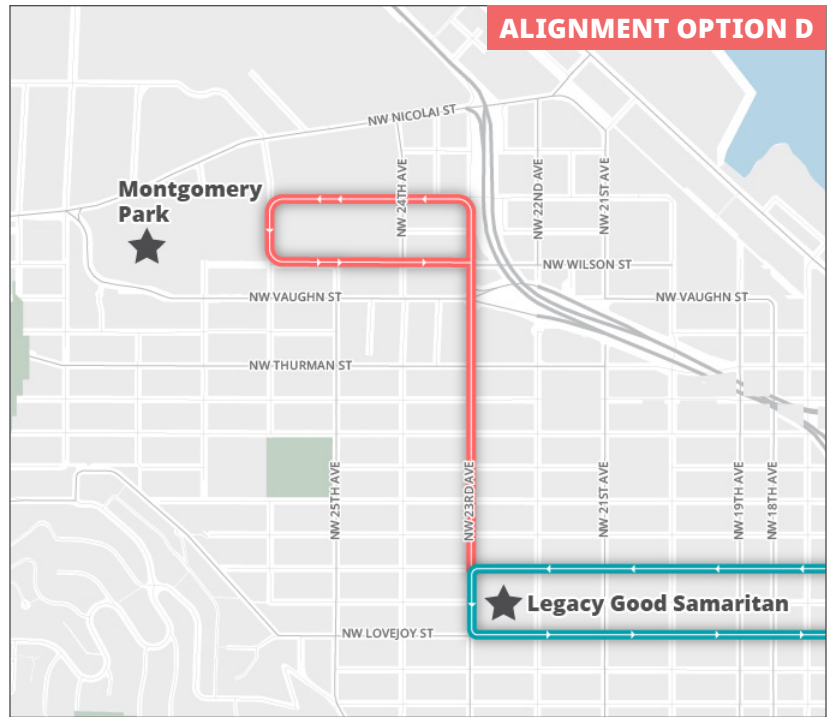 ALIGNMENT OPTION D
NW NICOLAI ST
Montgomery
Park
NW 24TH AVE
NW 22ND AVE
NW 21ST AVE
NW WILSON ST
NW VAUGHN ST
NW VAUGHN ST
NW THURMAN ST
NW 25TH AVE
NW 23RD AVE
NW 21ST AVE
NW 19TH AVE
NW 18TH AVE
Legacy Good Samaritan
NW LOVEJOY ST